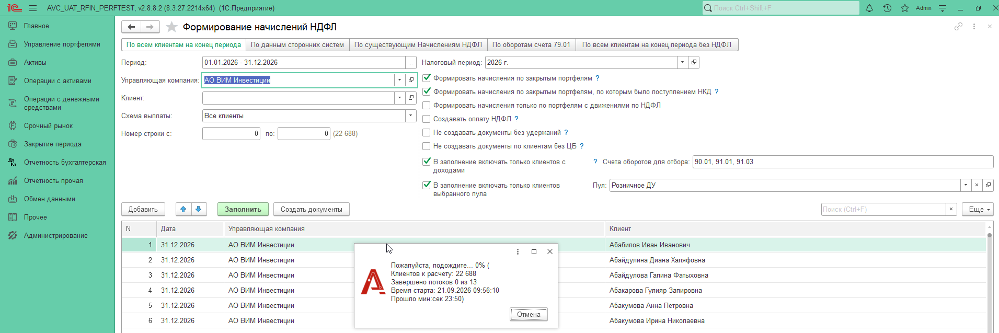 AVC_UAT_RFIN_PERFTEST, v2.8.8.2 (8.3.27.2214x64) (1С:Предприятие)
Поиск Ctrl+Shift+F
Admin
Главное
Управление портфелями
Активы
Операции с активами
Операции с денежными
средствами
Срочный рынок
Закрытие периода
Отчетность бухгалтерская
Отчетность прочая
Обмен данными
Прочее
Администрирование
Формирование начислений НДФЛ
По всем клиентам на конец периода
По данным сторонних систем
По существующим Начислениям НДФЛ
По оборотам счета 79.01
По всем клиентам на конец периода без НДФЛ
Период: 01.01.2026 - 31.12.2026 ...
Налоговый период: 2026 г.
Управляющая компания: АО ВИМ Инвестиции
Клиент:
Схема выплаты: Все клиенты
Номер строки с: 0 по: 0 (22 688)
Формировать начисления по закрытым портфелям ?
Формировать начисления по закрытым портфелям, по которым было поступлением НКД ?
Формировать начисления только по портфелям с движениями по НДФЛ
Создавать оплату НДФЛ ?
Не создавать документы без удержаний ?
Не создавать документы по клиентам без ЦБ ?
В заполнение включать только клиентов с
доходами
? Счета оборотов для отбора: 90.01, 91.01, 91.03
В заполнение включать только клиентов
выбранного пула
Пул: Розничное ДУ
Добавить
Заполнить
Создать документы
Поиск (Ctrl+F)
Еще
N Дата Управляющая компания Клиент
1 31.12.2026 АО ВИМ Инвестиции Абабилов Иван Иванович
2 31.12.2026 АО ВИМ Инвестиции Абайдулина Диана Халяфовна
3 31.12.2026 АО ВИМ Инвестиции Абайдулова Галина Фатыховна
4 31.12.2026 АО ВИМ Инвестиции Абакарова Гулияр Запировна
5 31.12.2026 АО ВИМ Инвестиции Абакумова Анна Петровна
6 31.12.2026 АО ВИМ Инвестиции Абакумова Ирина Николаевна
Пожалуйста, подождите... 0% (
Клиентов к расчету: 22 688
Завершено потоков 0 из 13
Время старта: 21.09.2026 09:56:10
Прошло мин:сек 23:50)
Отмена